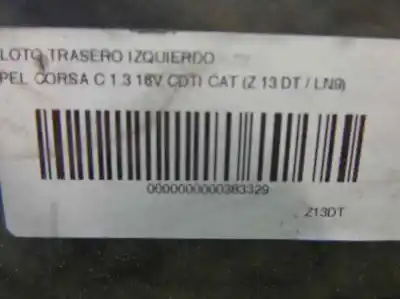 LOTO TRASERO IZQUIERDO
PEL CORSA C 1.3 16V CDTI CAT (Z 13 DT / LN9)
0000000000383329
Z13DT